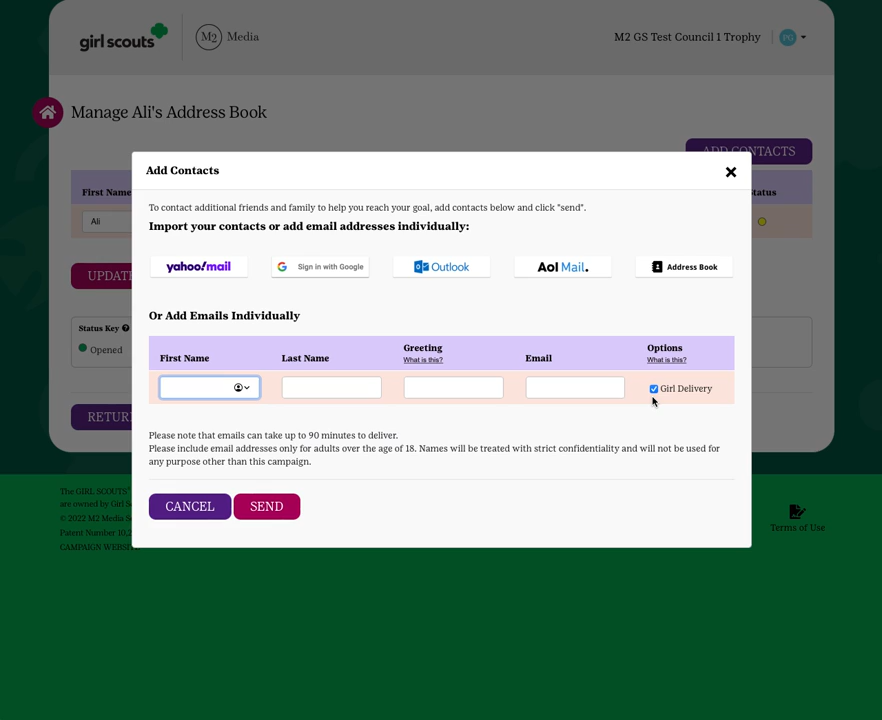 girl scouts
M2 Media
M2 GS Test Council 1 Trophy
PG
Manage Ali's Address Book
ADD CONTACTS
First Name
Status
Ali
UPDAT
Status Key
Opened
RETUR
Add Contacts
To contact additional friends and family to help you reach your goal, add contacts below and click "send".
Import your contacts or add email addresses individually:
yahoo!mail
Sign in with Google
Outlook
Aol Mail.
Address Book
Or Add Emails Individually
First Name
Last Name
Greeting
What is this?
Email
Options
What is this?
Girl Delivery
Please note that emails can take up to 90 minutes to deliver.
Please include email addresses only for adults over the age of 18. Names will be treated with strict confidentiality and will not be used for
any purpose other than this campaign.
CANCEL
SEND
The GIRL SCOUTS®
are owned by Girl S
© 2022 M2 Media
Patent Number 10,2
CAMPAIGN WEBSIT
Terms of Use